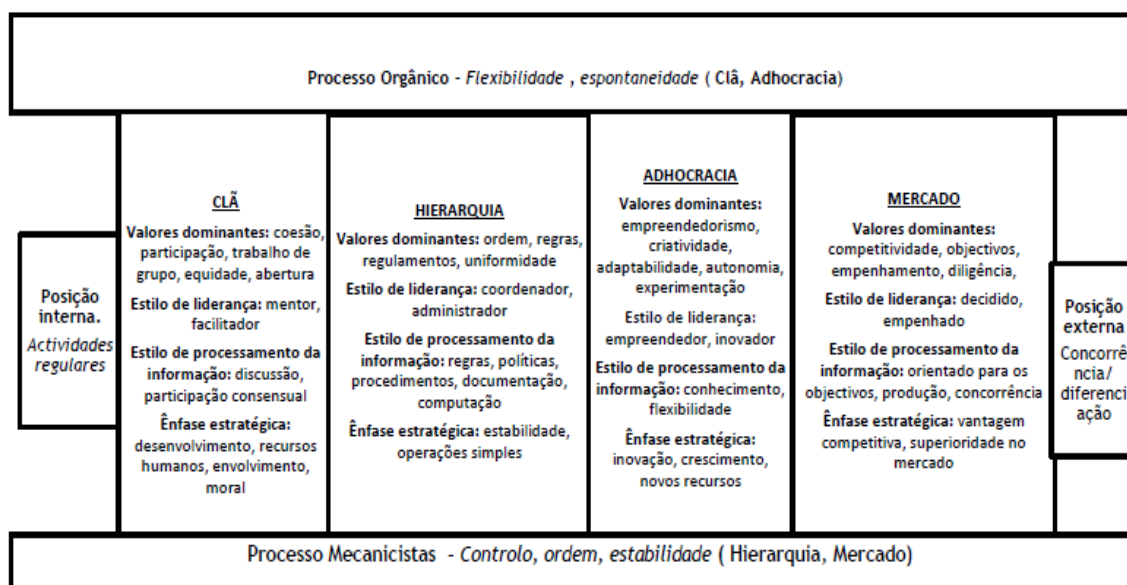 Processo Orgânico - Flexibilidade , espontaneidade ( Clâ, Adhocracia)
Posição
interna.
Actividades
regulares
CLÃ
Valores dominantes: coesão,
participação, trabalho de
grupo, equidade, abertura
Estilo de liderança: mentor,
facilitador
Estilo de processamento da
informação: discussão,
participação consensual
Ênfase estratégica:
desenvolvimento, recursos
humanos, envolvimento,
moral
HIERARQUIA
Valores dominantes: ordem, regras,
regulamentos, uniformidade
Estilo de liderança: coordenador,
administrador
Estilo de processamento da
informação: regras, políticas,
procedimentos, documentação,
computação
Ênfase estratégica: estabilidade,
operações simples
ADHOCRACIA
Valores dominantes:
empreendedorismo,
criatividade,
adaptabilidade, autonomia,
experimentação
Estilo de liderança:
empreendedor, inovador
Estilo de processamento da
informação: conhecimento,
flexibilidade
Ênfase estratégica:
inovação, crescimento,
novos recursos
MERCADO
Valores dominantes:
competitividade, objectivos,
empenhamento, diligência,
Estilo de liderança: decidido,
empenhado
Estilo de processamento da
informação: orientado para os
objectivos, produção, concorrência
Ênfase estratégica: vantagem
competitiva, superioridade no
mercado
Posição
externa
Concorrê
ncia/
diferenci
ação
Processo Mecanicistas - Controlo, ordem, estabilidade ( Hierarquia, Mercado)